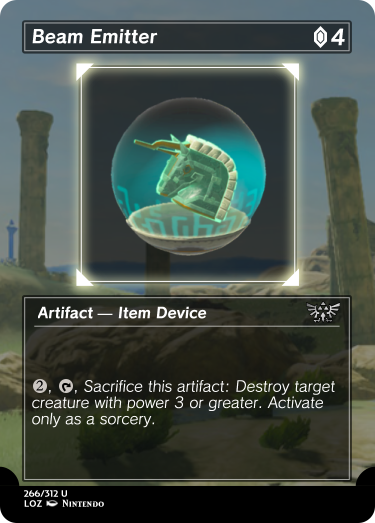 Beam Emitter 4
Artifact — Item Device
2, Sacrifice this artifact: Destroy target
creature with power 3 or greater. Activate
only as a sorcery.
266/312 U
LOZ Nintendo